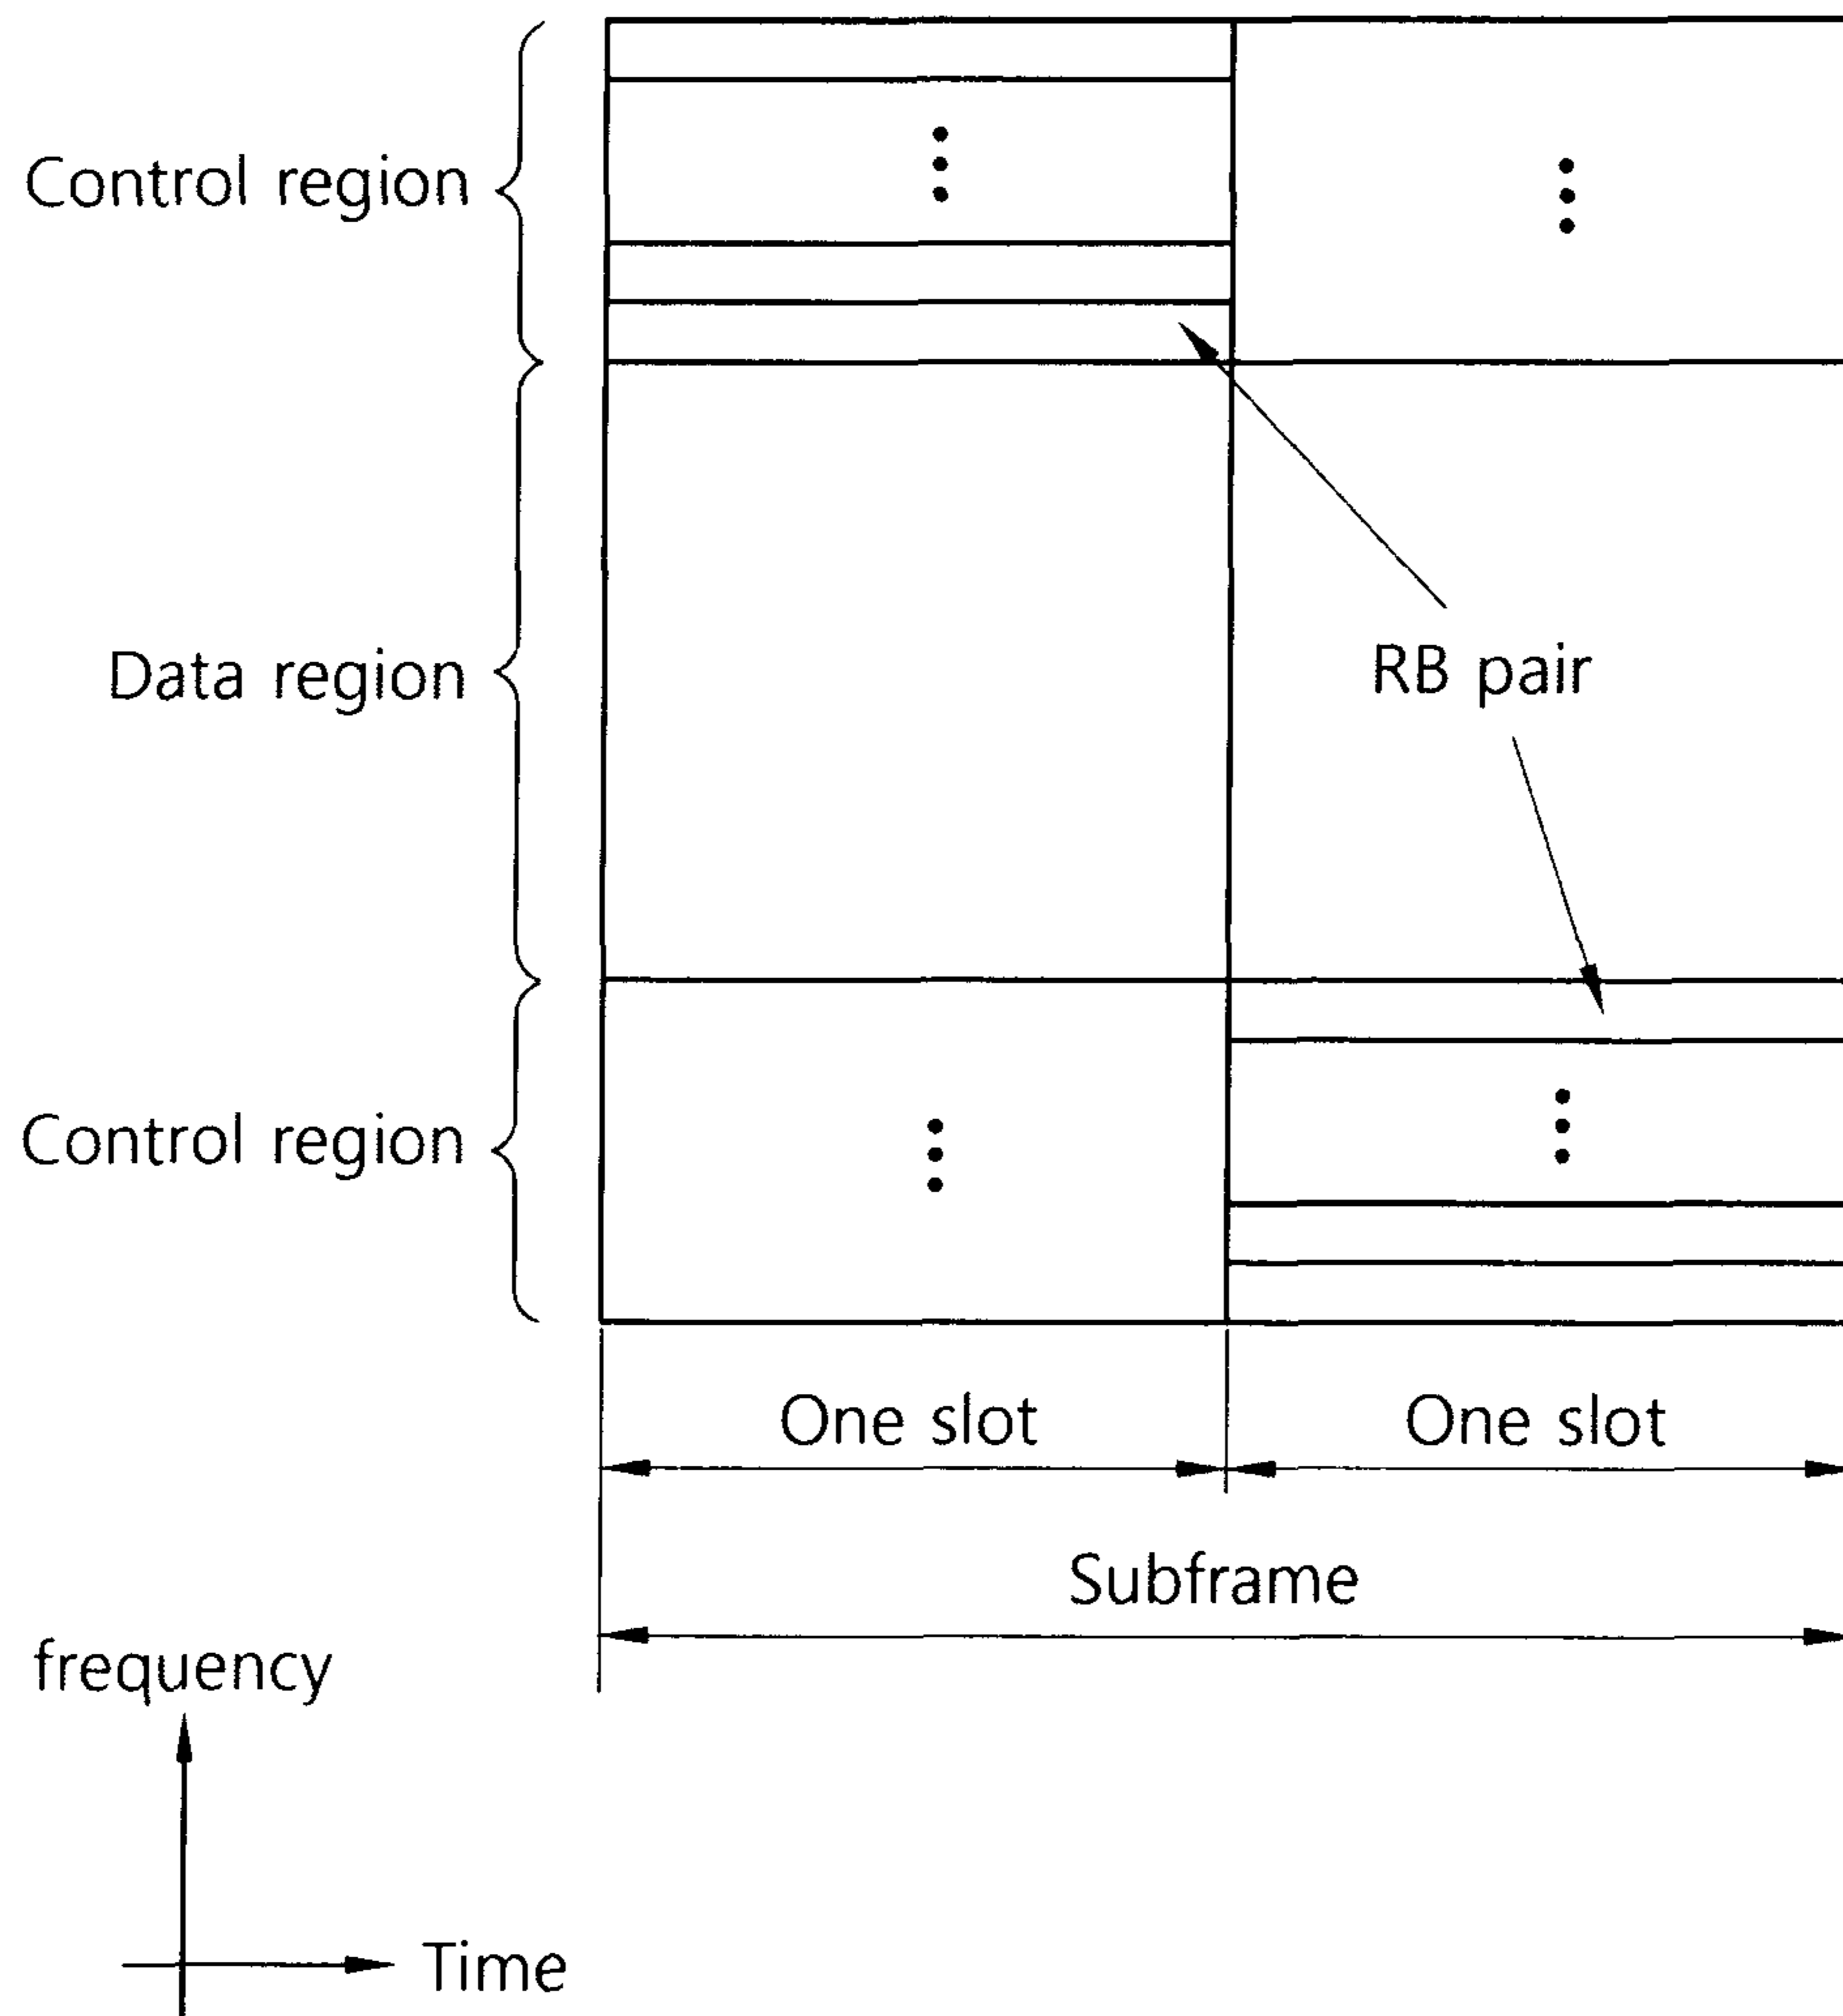 Control region
Data region
RB pair
Control region
One slot
One slot
Subframe
frequency
Time